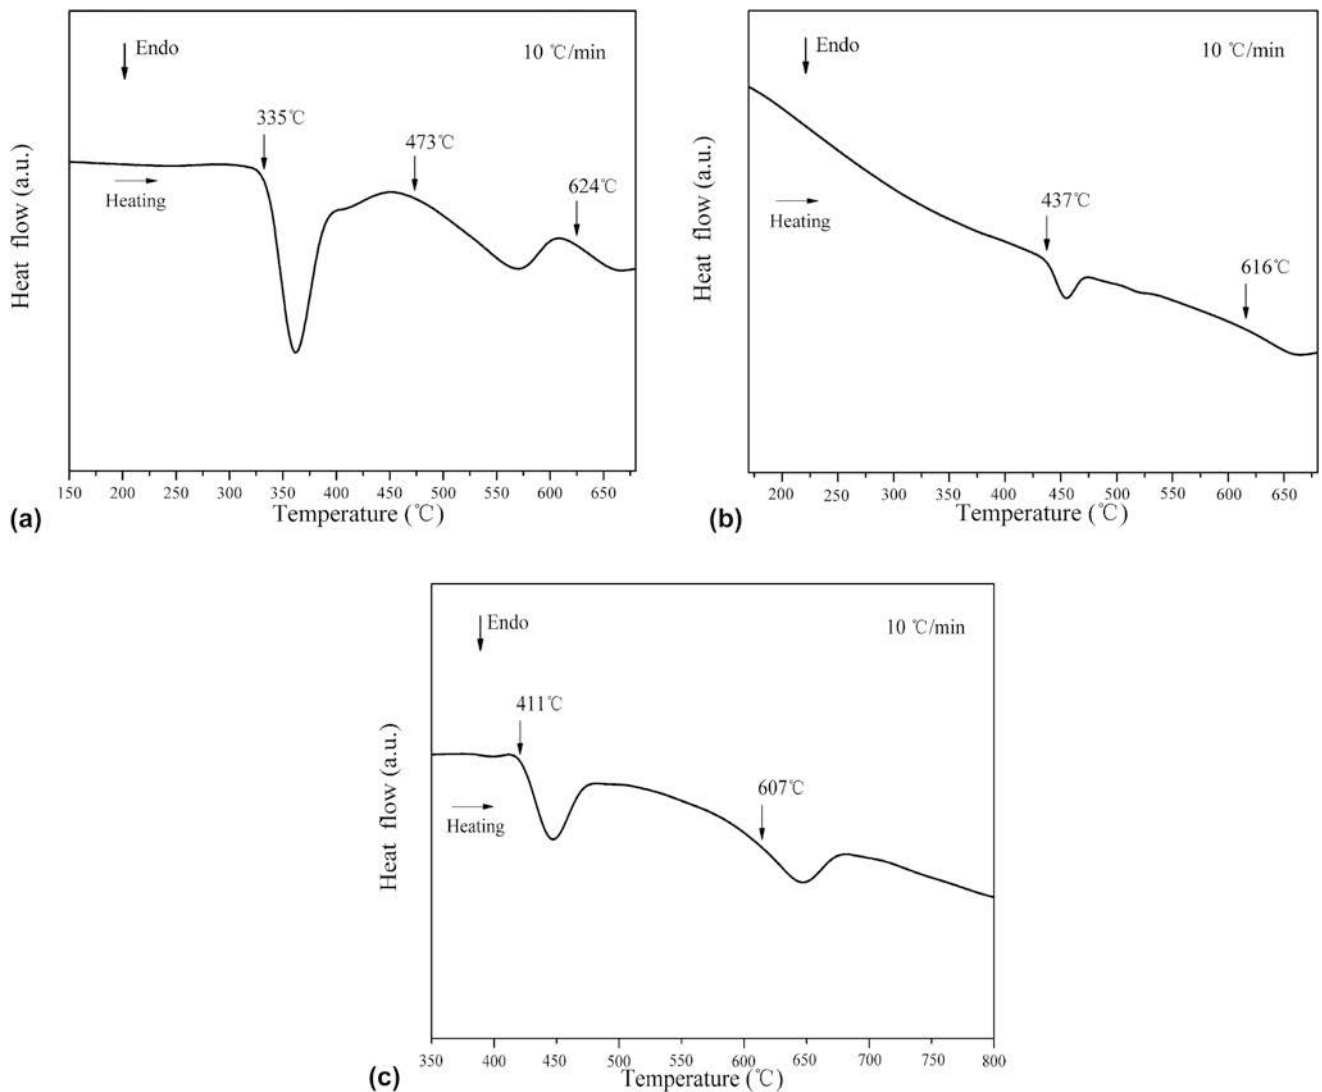 Endo
10 ℃/min
335℃
473℃
624℃
Heating
Heat flow (a.u.)
150 200 250 300 350 400 450 500 550 600 650
Temperature (℃)
(a)
Endo
10 ℃/min
437℃
616℃
Heating
Heat flow (a.u.)
200 250 300 350 400 450 500 550 600 650
Temperature (℃)
(b)
Endo
10 ℃/min
411℃
607℃
Heating
Heat flow (a.u.)
350 400 450 500 550 600 650 700 750 800
Temperature (℃)
(c)